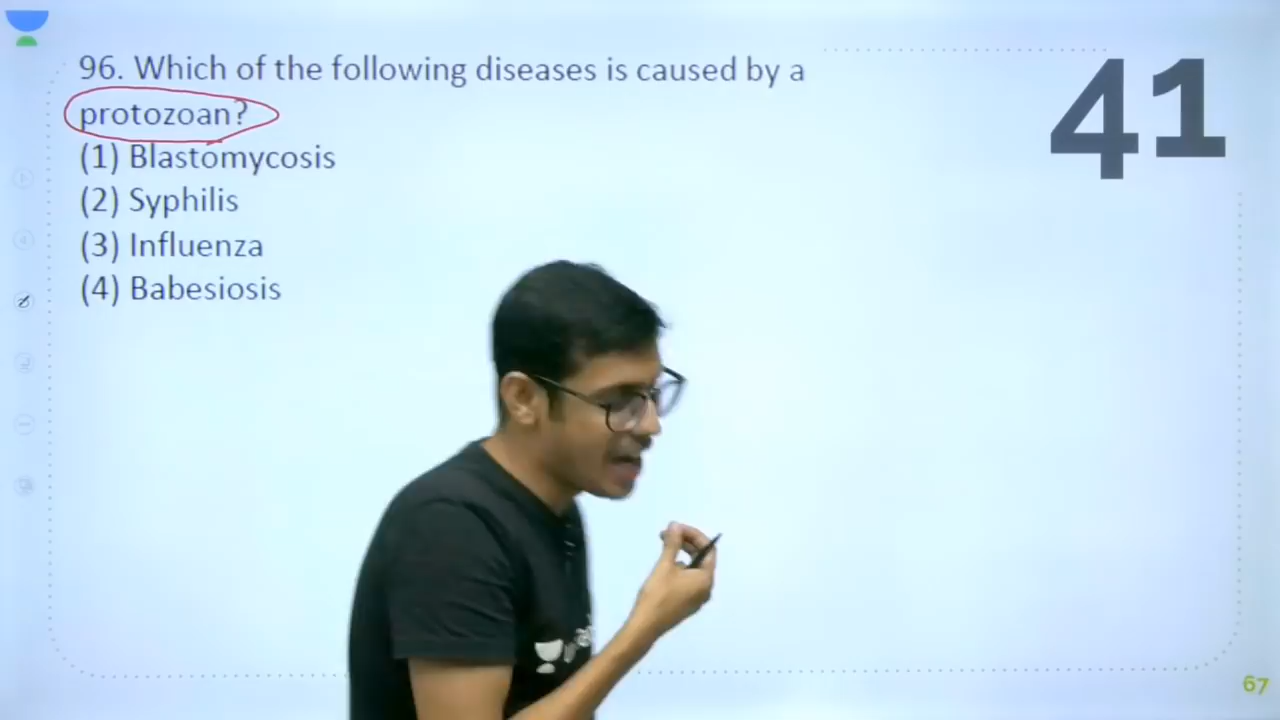 96. Which of the following diseases is caused by a
protozoan?
(1) Blastomycosis
(2) Syphilis
(3) Influenza
(4) Babesiosis
41
67